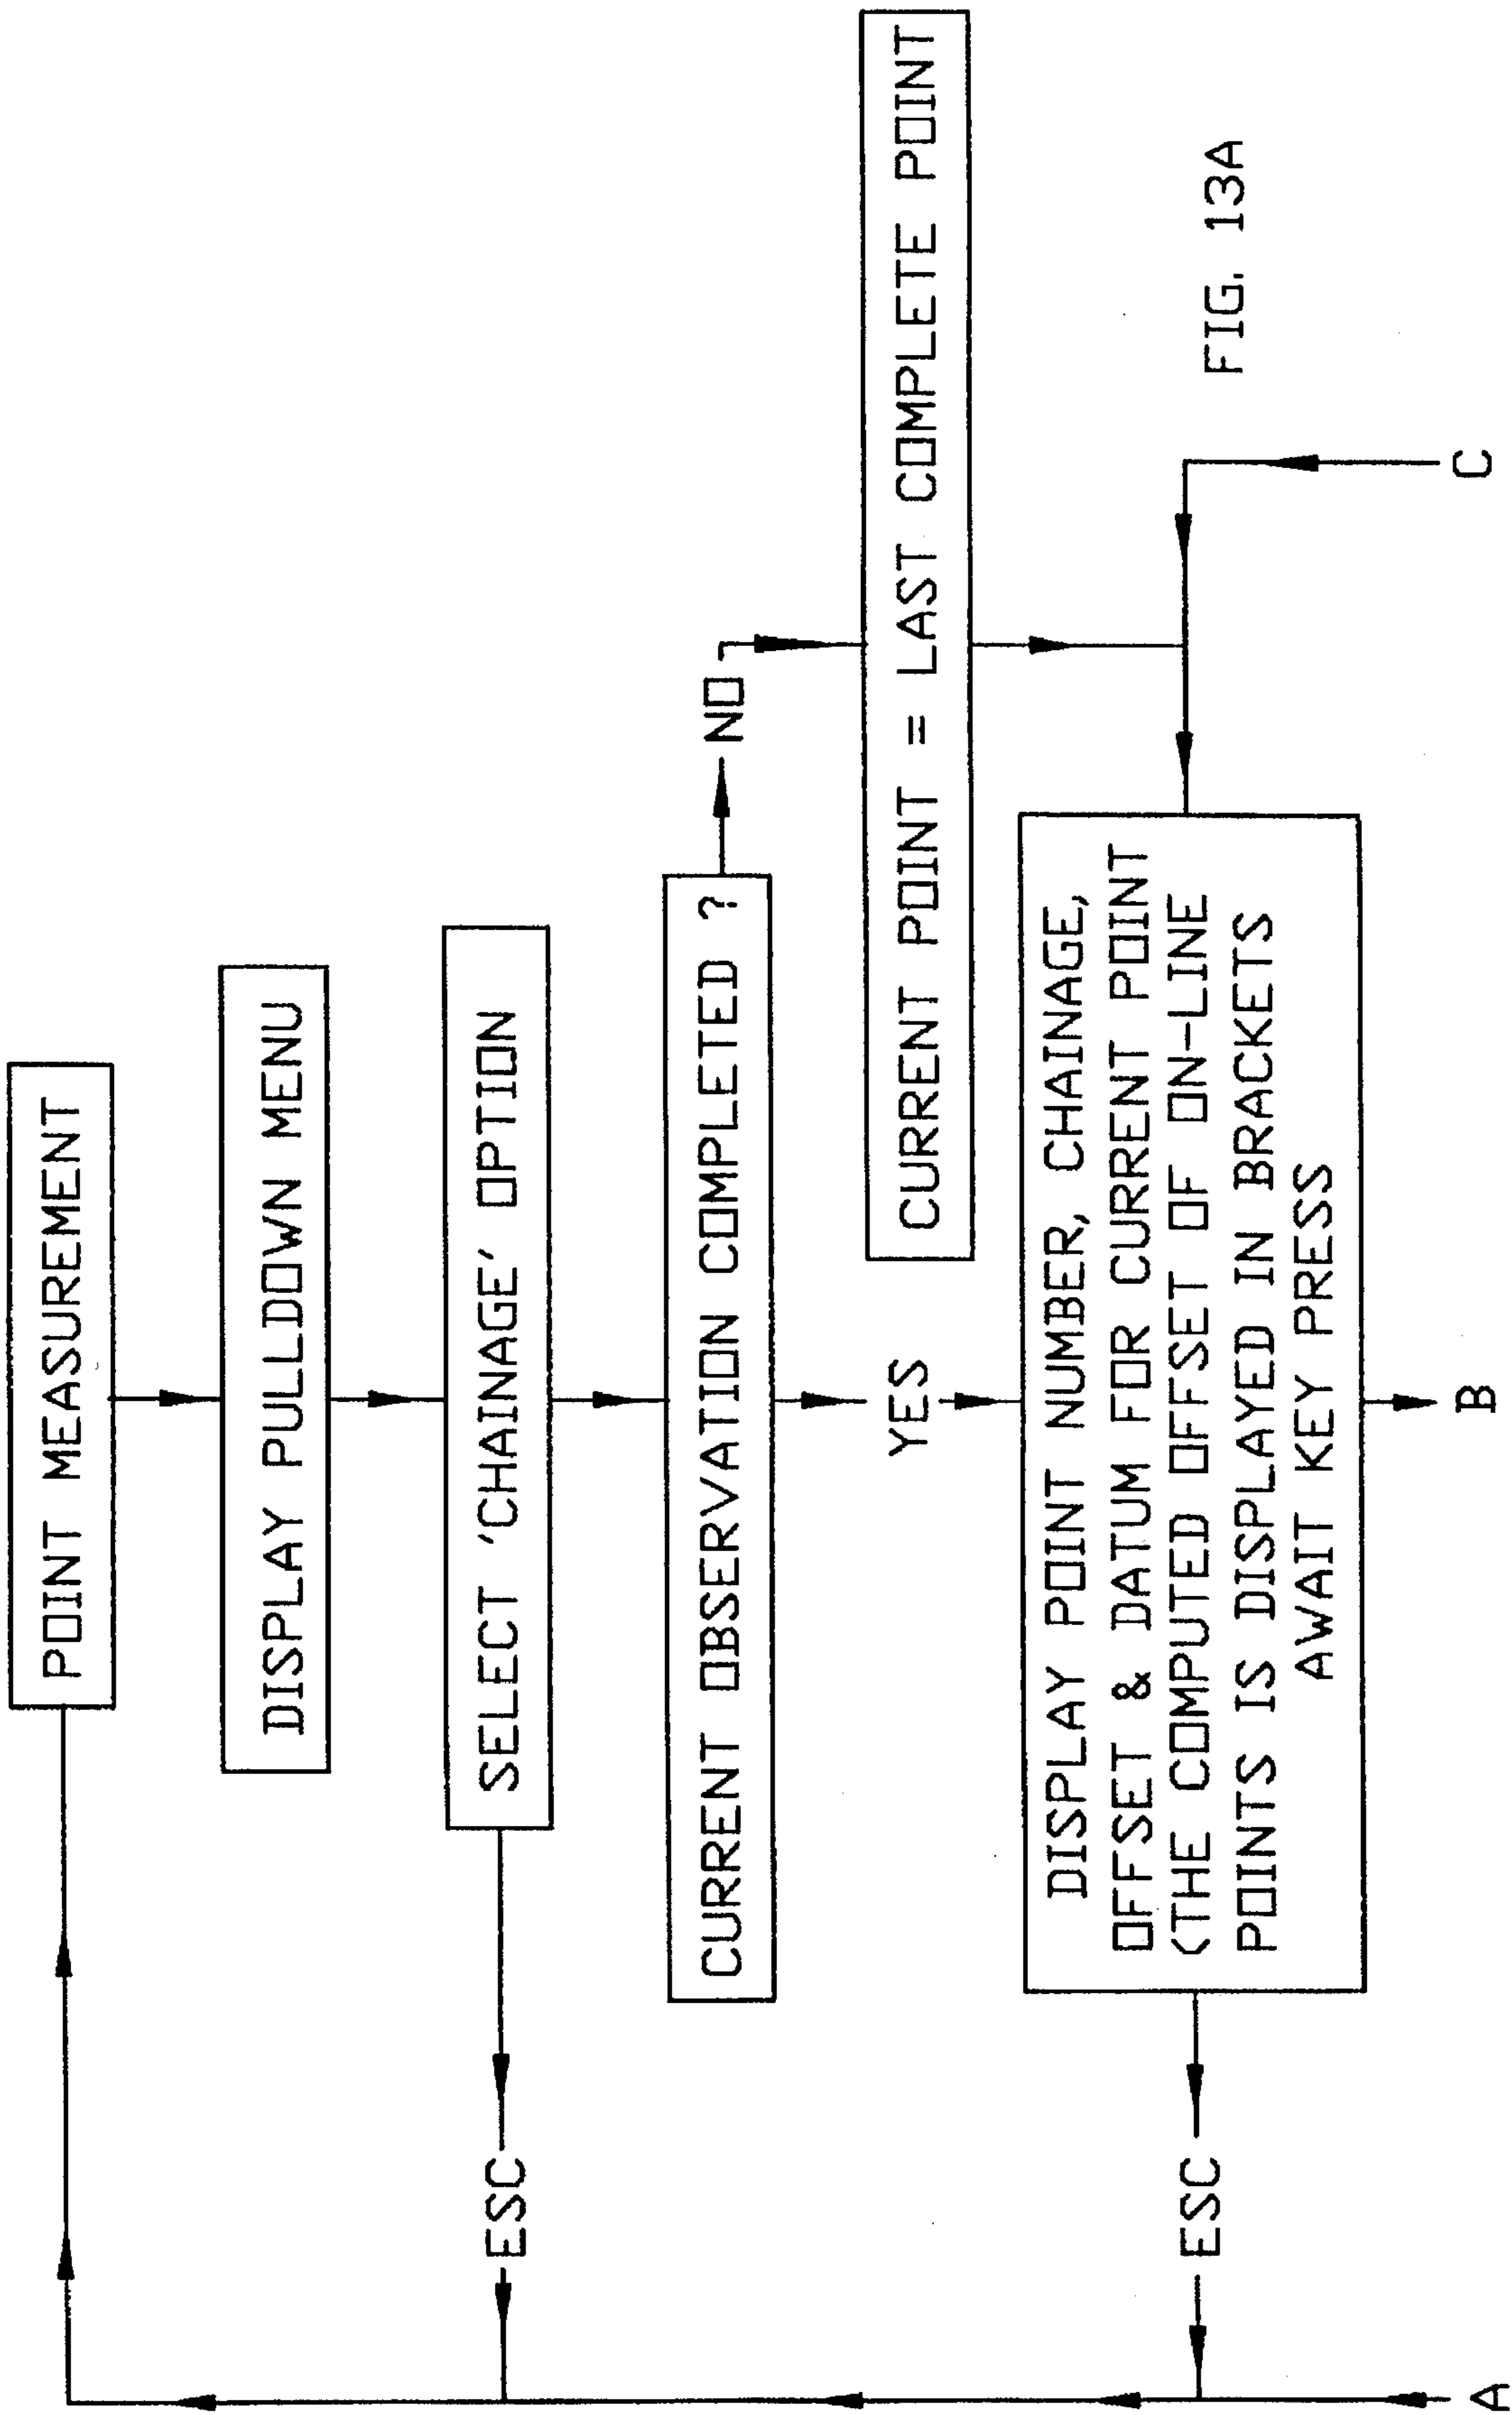 POINT MEASUREMENT
DISPLAY PULLDOWN MENU
SELECT 'CHAINAGE' OPTION
ESC
CURRENT OBSERVATION COMPLETED ?
NO
YES
CURRENT POINT = LAST COMPLETE POINT
DISPLAY POINT NUMBER, CHAINAGE,
OFFSET & DATUM FOR CURRENT POINT
(THE COMPUTED OFFSET OF ON-LINE
POINTS IS DISPLAYED IN BRACKETS
AWAIT KEY PRESS
ESC
FIG. 13A
A
B
C